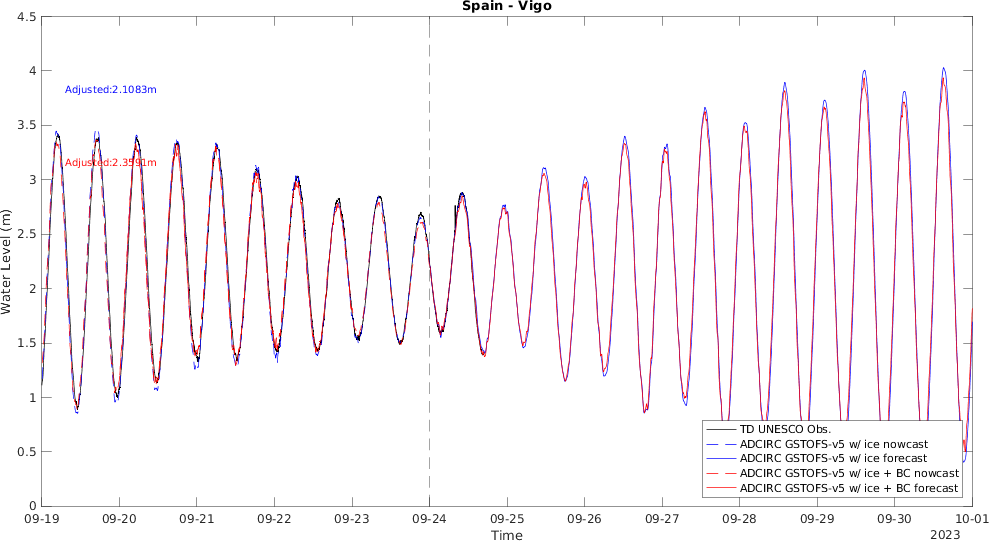 Spain - Vigo
4.5
4
3.5
3
2.5
2
1.5
1
0.5
0
Water Level (m)
Adjusted:2.1083m
Adjusted:2.3591m
TD UNESCO Obs.
ADCIRC GSTOFS-v5 w/ ice nowcast
ADCIRC GSTOFS-v5 w/ ice forecast
ADCIRC GSTOFS-v5 w/ ice + BC nowcast
ADCIRC GSTOFS-v5 w/ ice + BC forecast
09-19 09-20 09-21 09-22 09-23 09-24 09-25 09-26 09-27 09-28 09-29 09-30 10-01
Time
2023